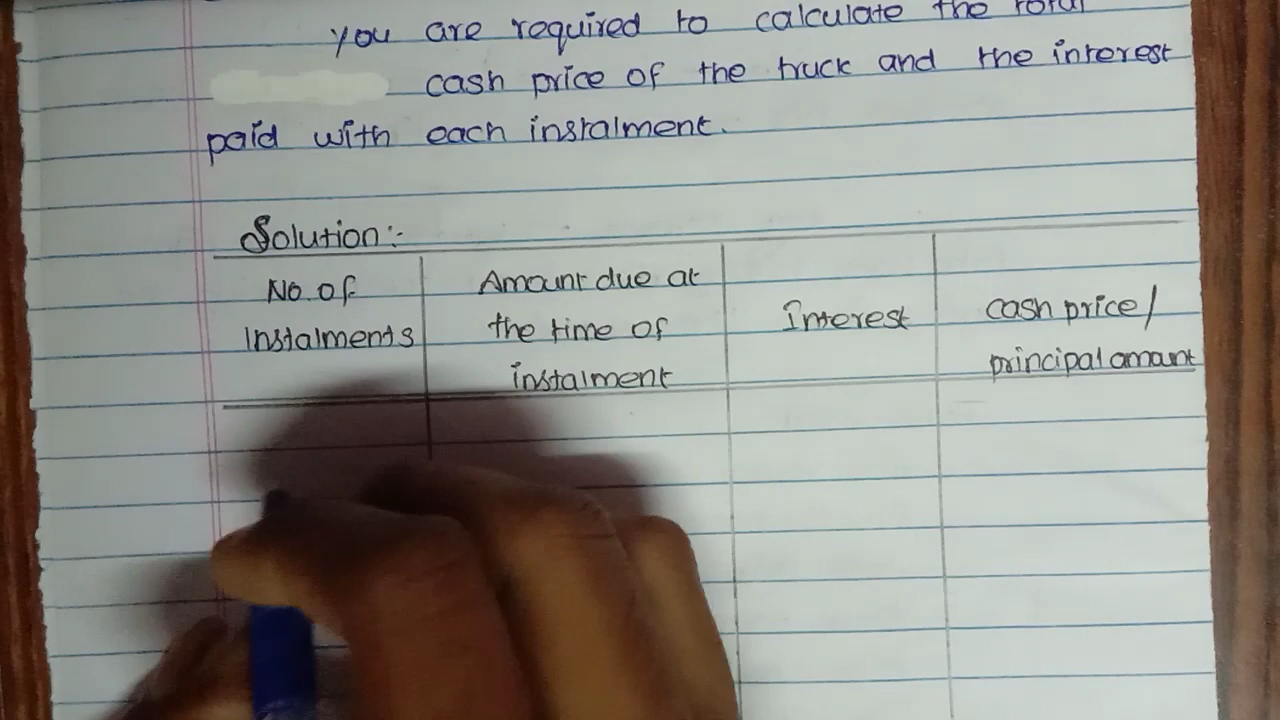 you are required to calculate the total
cash price of the truck and the interest
paid with each instalment.
Solution:-
No. of
Instalments
Amount due at
the time of
instalment
Interest
cash price/
principal amount